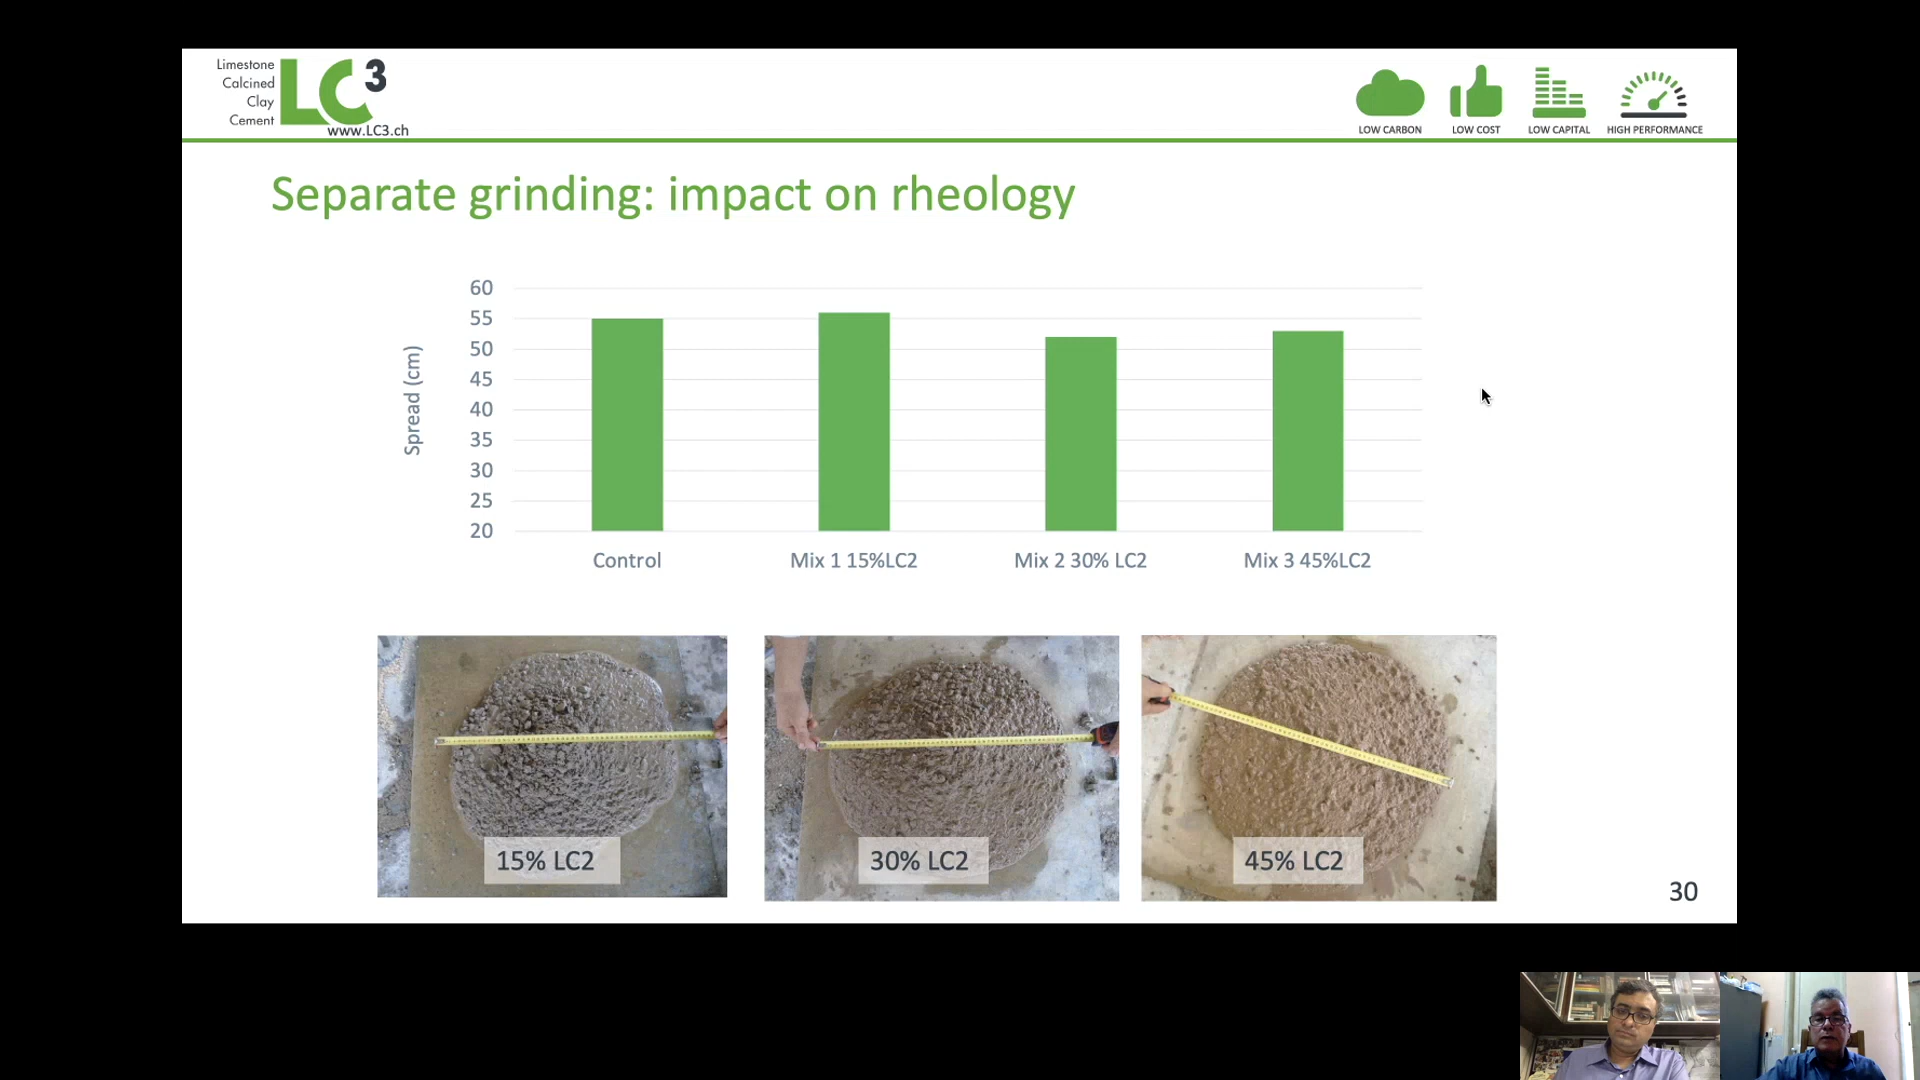 Limestone
Calcined
Clay
Cement
LC3
www.LC3.ch
LOW CARBON
LOW COST
LOW CAPITAL
HIGH PERFORMANCE
Separate grinding: impact on rheology
Spread (cm)
60
55
50
45
40
35
30
25
20
Control
Mix 1 15%LC2
Mix 2 30% LC2
Mix 3 45%LC2
15% LC2
30% LC2
45% LC2
30